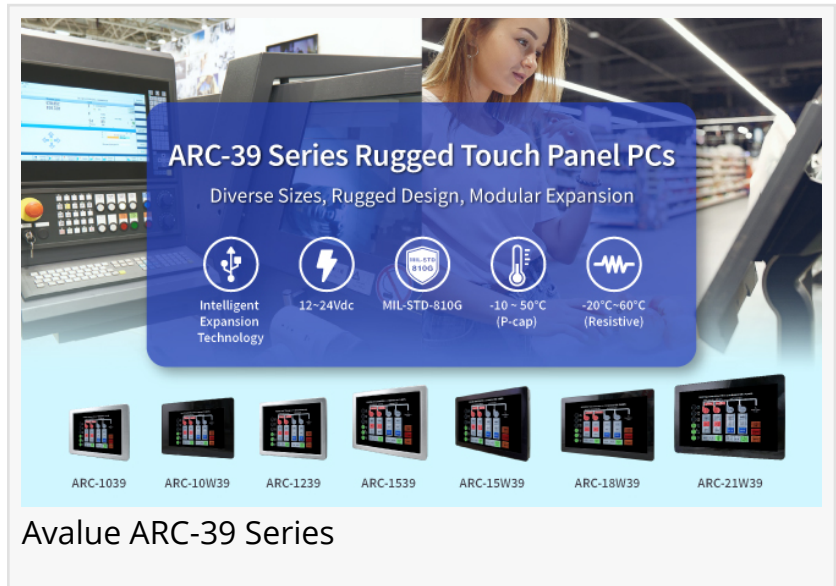 ARC-39 Series Rugged Touch Panel PCs
Diverse Sizes, Rugged Design, Modular Expansion
MIL-STD
810G
Intelligent
Expansion
Technology
12~24Vdc
MIL-STD-810G
-10 ~ 50°C
(P-cap)
-20°C~60°C
(Resistive)
ARC-1039
ARC-10W39
ARC-1239
ARC-1539
ARC-15W39
ARC-18W39
ARC-21W39
Avalue ARC-39 Series